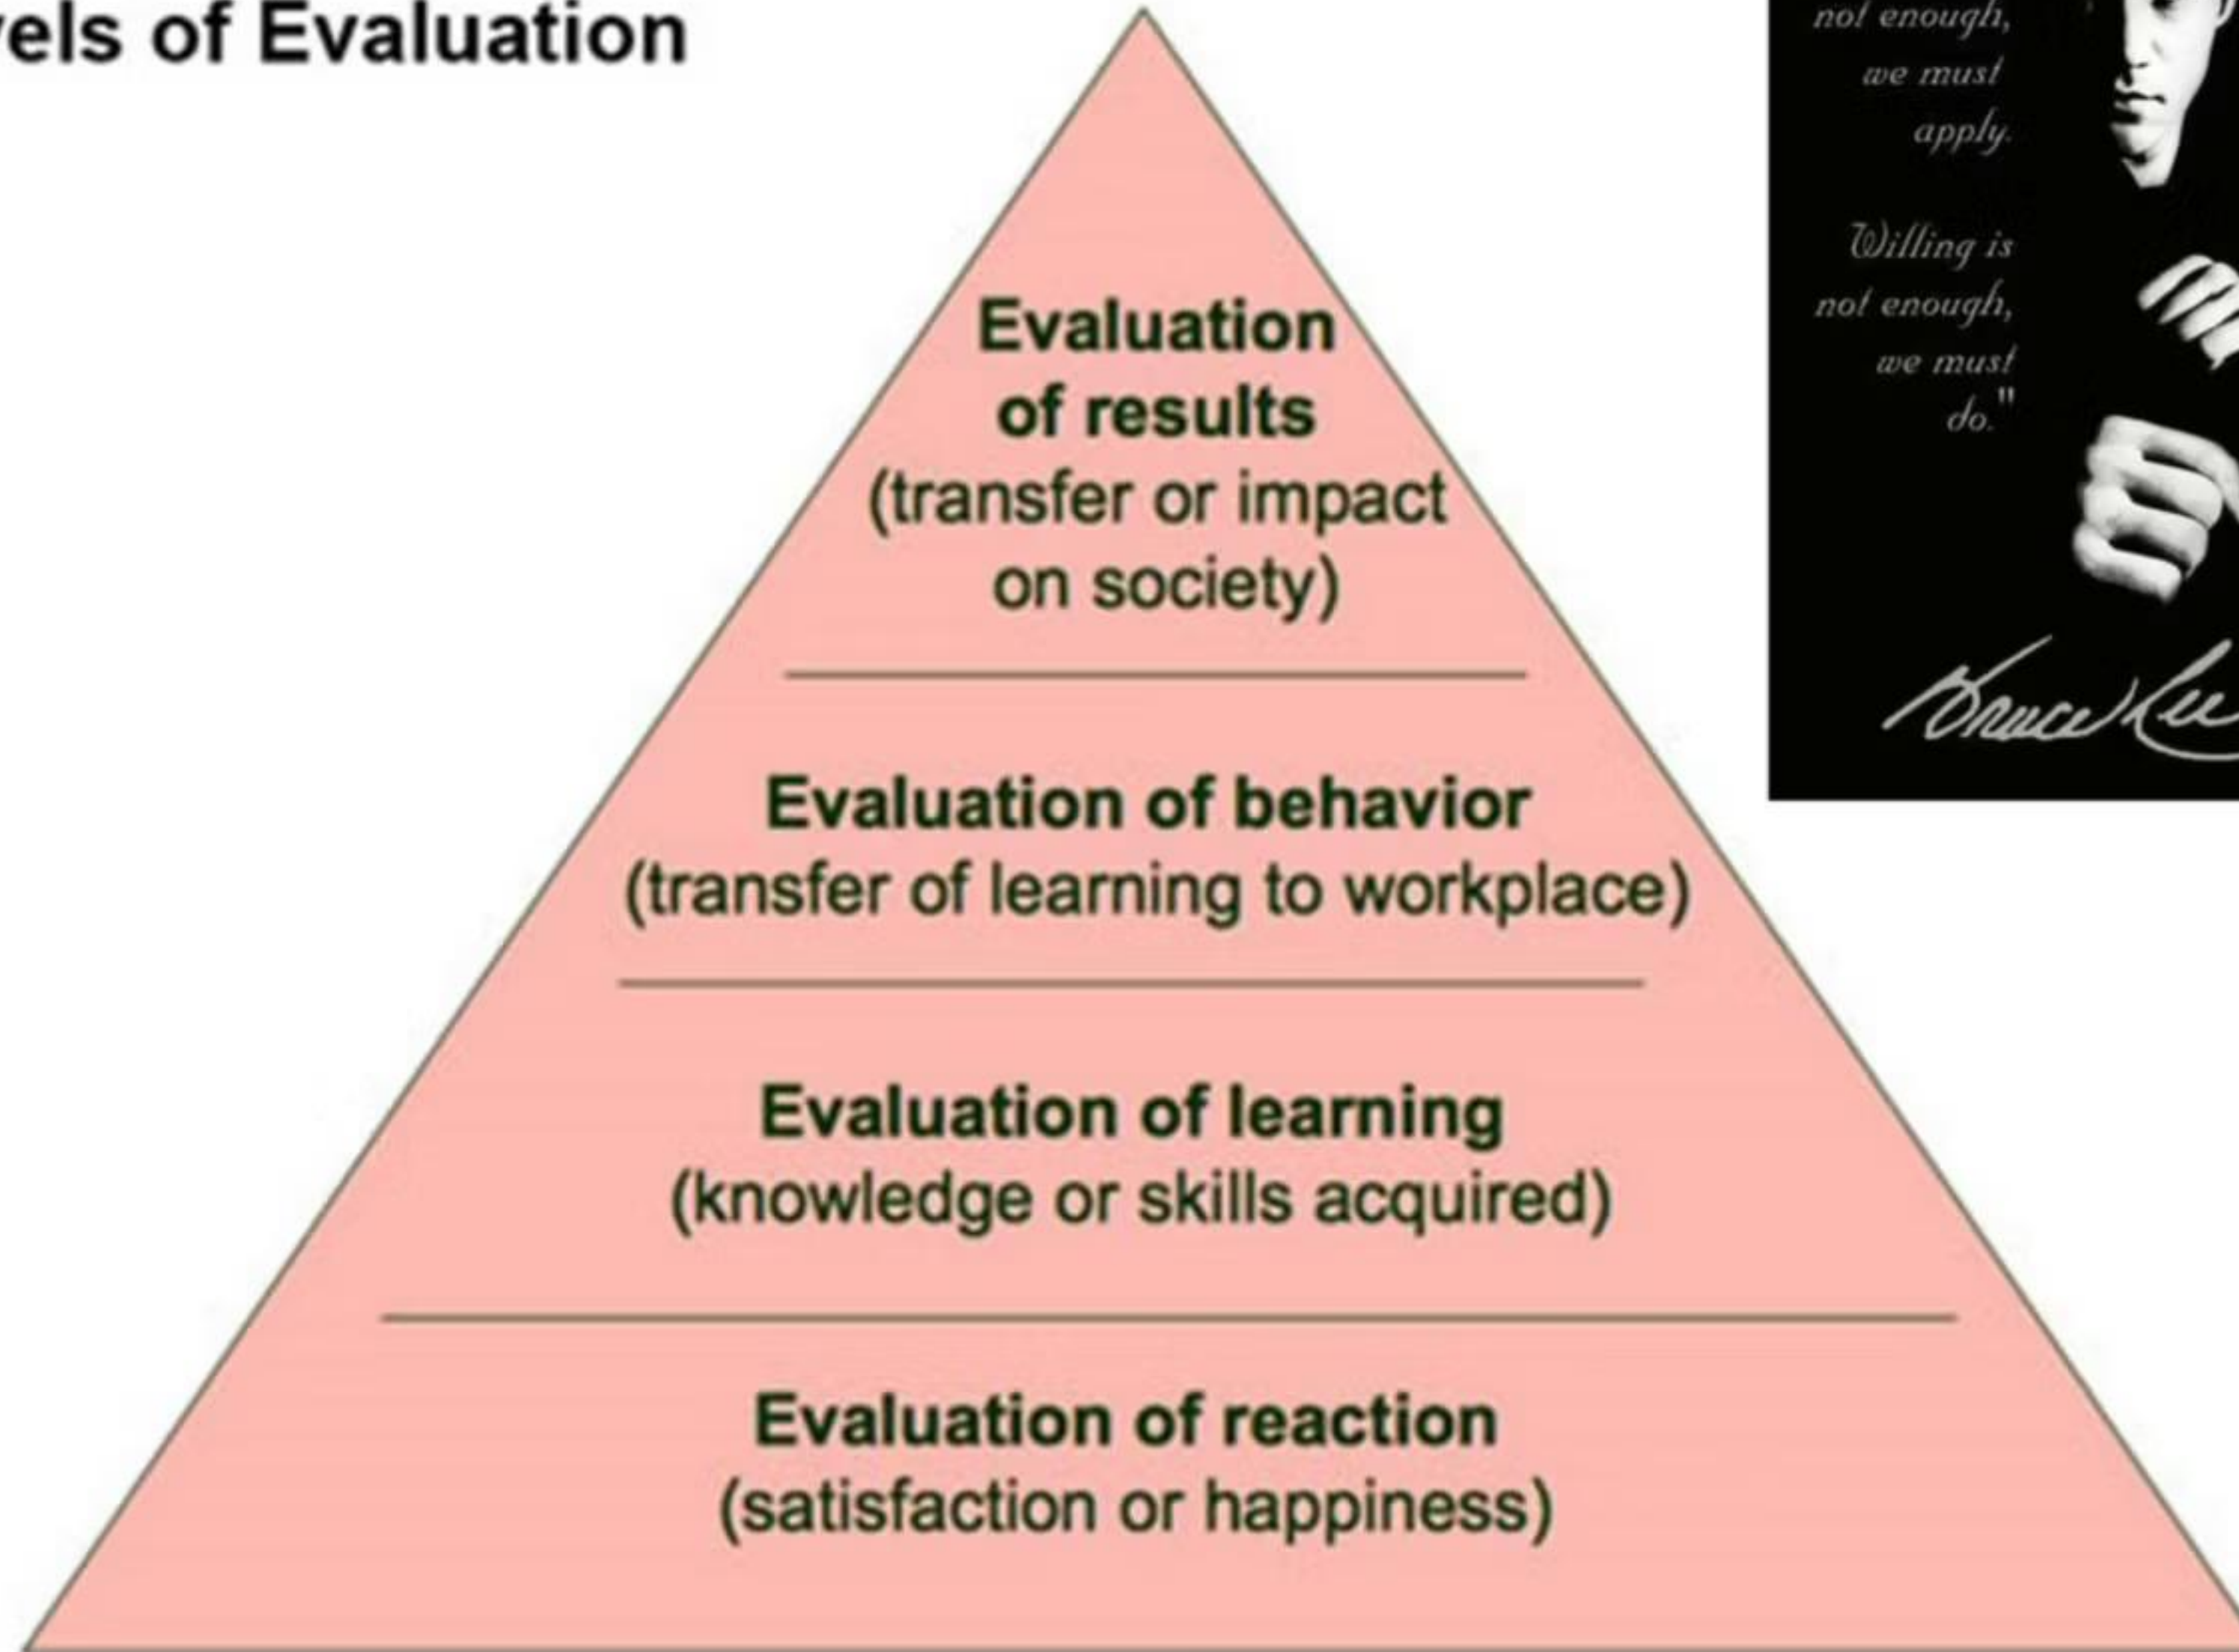 els of Evaluation
Evaluation
of results
(transfer or impact
on society)
Evaluation of behavior
(transfer of learning to workplace)
Evaluation of learning
(knowledge or skills acquired)
Evaluation of reaction
(satisfaction or happiness)
not enough,
we must
apply.
Willing is
not enough,
we must
do."
Bruce Lee